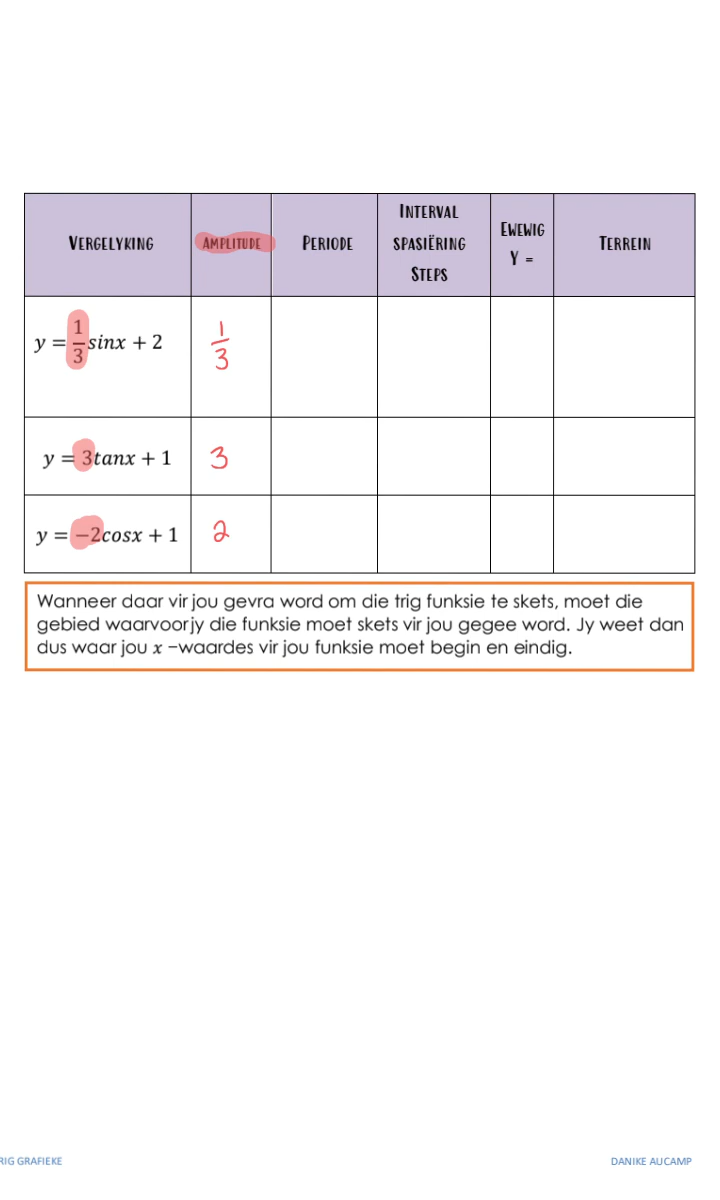 VERGELYKING
AMPLITUDE
PERIODE
INTERVAL
SPASIËRING
STEPS
EWEWIG
Y =
TERREIN
y = 1/3 sinx + 2
1/3
y = 3tanx + 1
3
y = −2cosx + 1
2
Wanneer daar vir jou gevra word om die trig funksie te skets, moet die
gebied waarvoor jy die funksie moet skets vir jou gegee word. Jy weet dan
dus waar jou x −waardes vir jou funksie moet begin en eindig.
RIG GRAFIEKE
DANIKE AUCAMP